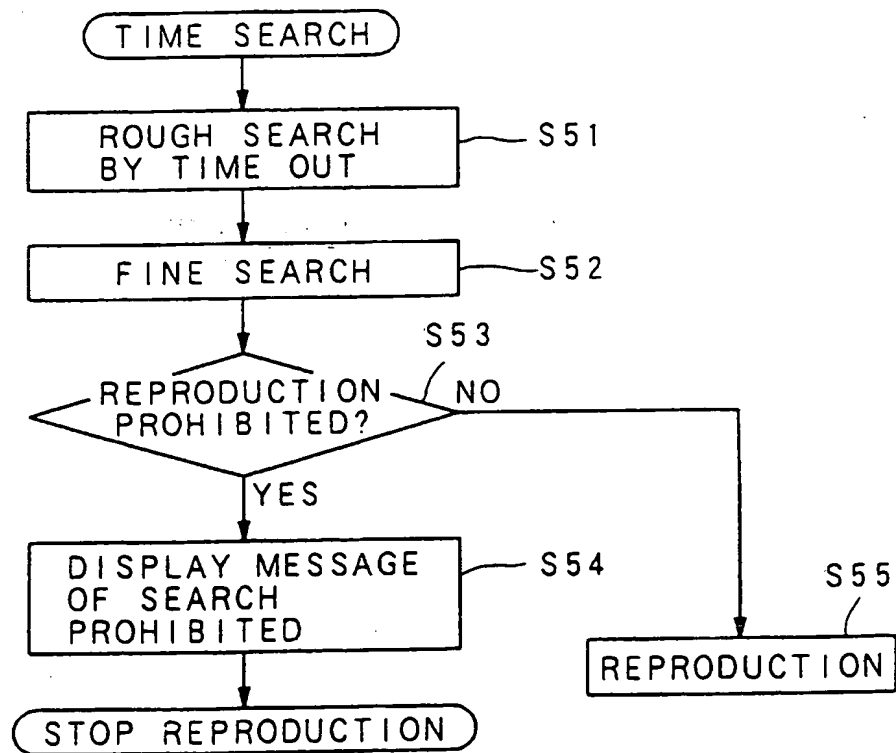 TIME SEARCH
ROUGH SEARCH
BY TIME OUT
S51
FINE SEARCH
S52
S53
REPRODUCTION
PROHIBITED?
NO
YES
DISPLAY MESSAGE
OF SEARCH
PROHIBITED
S54
S55
REPRODUCTION
STOP REPRODUCTION